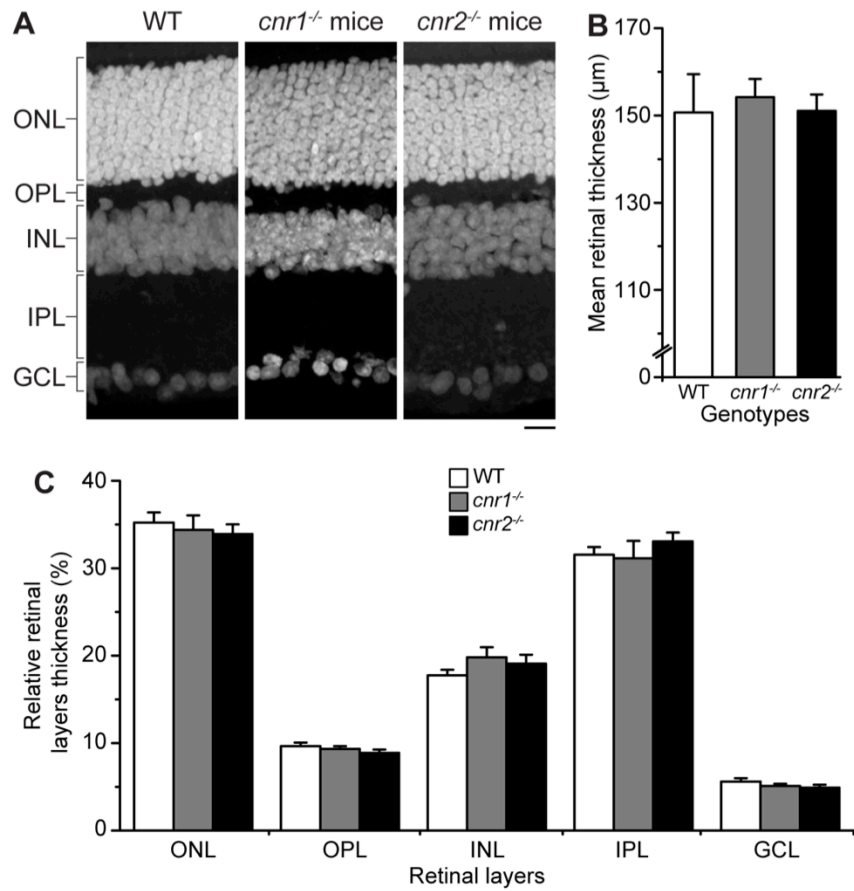 A
WT
cnr1-/- mice
cnr2-/- mice
ONL
OPL
INL
IPL
GCL
B
Mean retinal thickness (µm)
170
150
130
110
0
WT
cnr1-/-
cnr2-/-
Genotypes
C
WT
cnr1-/-
cnr2-/-
Relative retinal
layers thickness (%)
40
30
20
10
0
ONL
OPL
INL
IPL
GCL
Retinal layers